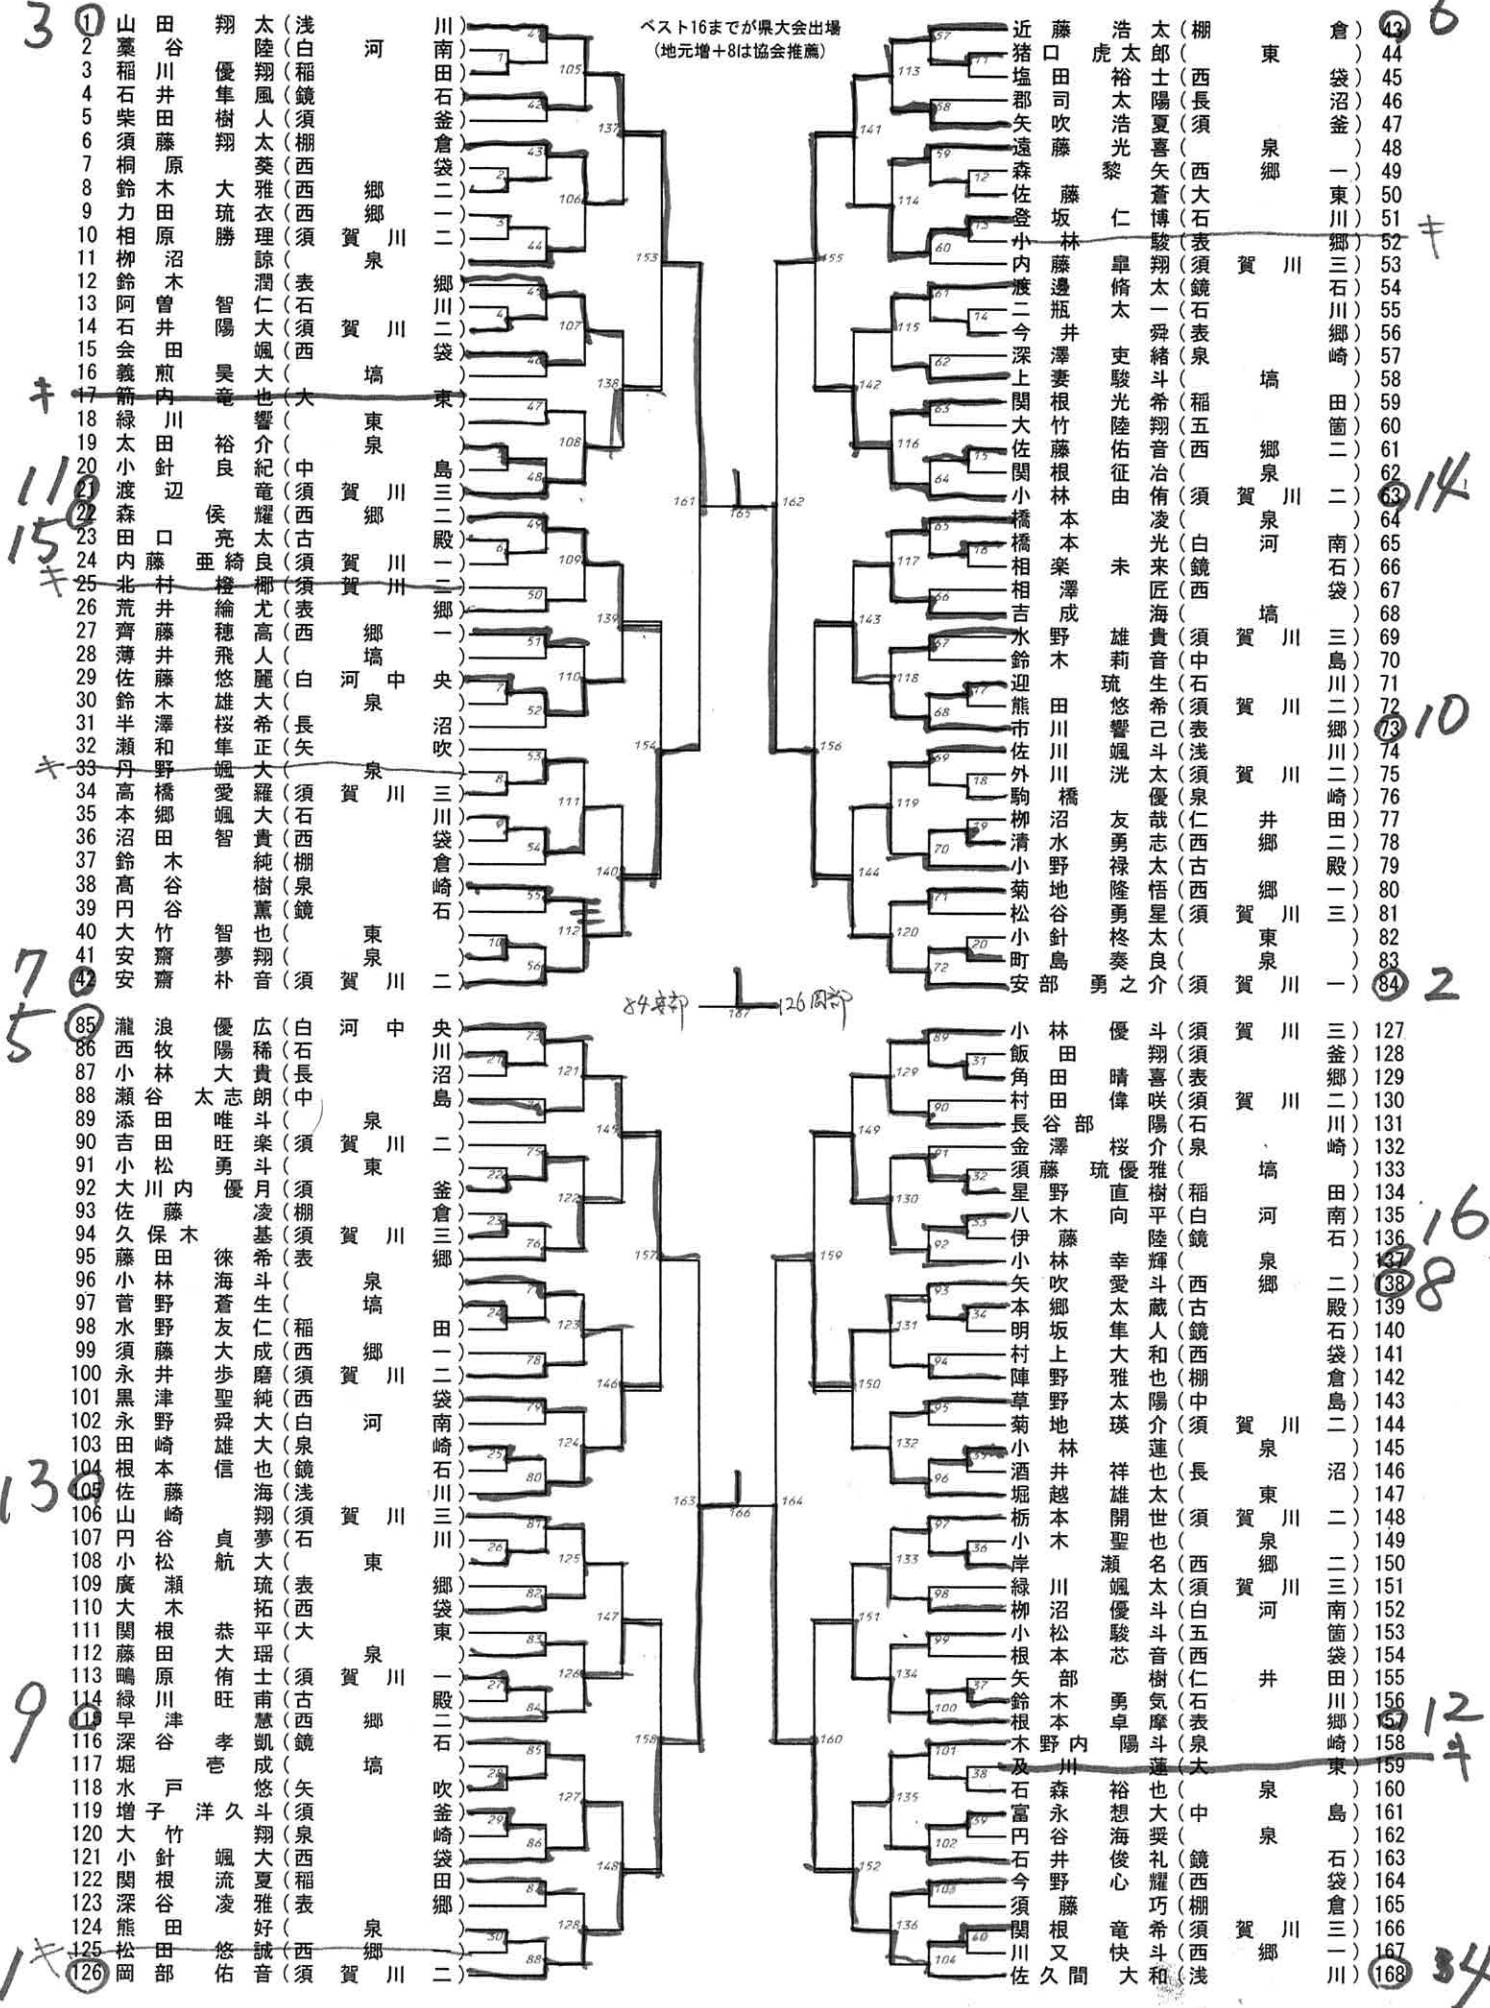 ベスト16までが県大会出場
(地元増+8は協会推薦)
1 山田 翔太(浅川)
2 藁谷 陸(白河南)
3 稲川 優翔(稲田)
4 石井 隼風(鏡石)
5 柴田 樹人(須釜)
6 須藤 翔太(棚倉)
7 桐原 葵(西袋)
8 鈴木 大雅(西郷二)
9 力田 琉衣(西郷一)
10 相原 勝理(須賀川二)
11 栁沼 諒(泉)
12 鈴木 潤(表郷)
13 阿曽 智仁(石川)
14 石井 陽大(須賀川二)
15 会田 颯(西袋)
16 義煎 昊大(塙)
17 箭内 竜也(大東)
18 緑川 響(東)
19 太田 裕介(泉)
20 小針 良紀(中島)
21 渡辺 竜(須賀川三)
22 森 俟耀(西郷二)
23 田口 亮太(古殿)
24 内藤 亜綺良(須賀川一)
25 北村 橙椰(須賀川二)
26 荒井 綸尤(表郷)
27 齊藤 穂高(西郷一)
28 薄井 飛人(塙)
29 佐藤 悠麗(白河中央)
30 鈴木 雄大(泉)
31 半澤 桜希(長沼)
32 瀬和 隼正(矢吹)
33 丹野 颯大(泉)
34 高橋 愛羅(須賀川三)
35 本郷 颯大(石川)
36 沼田 智貴(西袋)
37 鈴木 純(棚倉)
38 髙谷 樹(泉崎)
39 円谷 薫(鏡石)
40 大竹 智也(東)
41 安齋 夢翔(泉)
42 安齋 朴音(須賀川二)
近藤 浩太(棚倉) 43
猪口 虎太郎(東) 44
塩田 裕士(西袋) 45
郡司 太陽(長沼) 46
矢吹 浩夏(須釜) 47
遠藤 光喜(泉) 48
森 黎矢(西郷一) 49
佐藤 蒼(大東) 50
登坂 仁博(石川) 51
小林 駿(表郷) 52
内藤 皐翔(須賀川三) 53
渡邊 脩太(鏡石) 54
二瓶 太一(石川) 55
今井 舜(表郷) 56
深澤 吏緒(泉崎) 57
上妻 駿斗(塙) 58
関根 光希(稲田) 59
大竹 陸翔(五箇) 60
佐藤 佑音(西郷二) 61
関根 征冶(泉) 62
小林 由侑(須賀川二) 63
橋本 凌(泉) 64
橋本 光(白河南) 65
相楽 未来(鏡石) 66
相澤 匠(西袋) 67
吉成 海(塙) 68
水野 雄貴(須賀川三) 69
鈴木 莉音(中島) 70
迎 琉生(石川) 71
熊田 悠希(須賀川二) 72
市川 響己(表郷) 73
佐川 颯斗(浅川) 74
外川 洸太(須賀川二) 75
駒橋 優(泉崎) 76
栁沼 友哉(仁井田) 77
清水 勇志(西郷二) 78
小野 禄太(古殿) 79
菊地 隆悟(西郷一) 80
松谷 勇星(須賀川三) 81
小針 柊太(東) 82
町島 奏良(泉) 83
安部 勇之介(須賀川一) 84
84安部 126岡部
85 瀧浪 優広(白河中央)
86 西牧 陽稀(石川)
87 小林 大貴(長沼)
88 瀬谷 太志朗(中島)
89 添田 唯斗(泉)
90 吉田 旺楽(須賀川二)
91 小松 勇斗(東)
92 大川内 優月(須釜)
93 佐藤 凌(棚倉)
94 久保木 基(須賀川三)
95 藤田 徠希(表郷)
96 小林 海斗(泉)
97 菅野 蒼生(塙)
98 水野 友仁(稲田)
99 須藤 大成(西郷一)
100 永井 歩磨(須賀川二)
101 黒津 聖純(西袋)
102 永野 舜大(白河南)
103 田崎 雄大(泉崎)
104 根本 信也(鏡石)
105 佐藤 海(浅川)
106 山崎 翔(須賀川三)
107 円谷 貞夢(石川)
108 小松 航大(東)
109 廣瀬 琉(表郷)
110 大木 拓(西袋)
111 関根 恭平(大東)
112 藤田 大瑶(泉)
113 鴫原 侑士(須賀川一)
114 緑川 旺甫(古殿)
115 早津 慧(西郷二)
116 深谷 孝凱(鏡石)
117 堀 壱成(塙)
118 水戸 悠(矢吹)
119 増子 洋久斗(須釜)
120 大竹 翔(泉崎)
121 小針 颯大(西袋)
122 関根 流夏(稲田)
123 深谷 凌雅(表郷)
124 熊田 好(泉)
125 松田 悠誠(西郷一)
126 岡部 佑音(須賀川二)
小林 優斗(須賀川三) 127
飯田 翔(須釜) 128
角田 晴喜(表郷) 129
村田 偉咲(須賀川二) 130
長谷部 陽(石川) 131
金澤 桜介(泉崎) 132
須藤 琉優雅(塙) 133
星野 直樹(稲田) 134
八木 向平(白河南) 135
伊藤 陸(鏡石) 136
小林 幸輝(泉) 137
矢吹 愛斗(西郷二) 138
本郷 太蔵(古殿) 139
明坂 隼人(鏡石) 140
村上 大和(西袋) 141
陣野 雅也(棚倉) 142
草野 太陽(中島) 143
菊地 瑛介(須賀川二) 144
小林 蓮(泉) 145
酒井 祥也(長沼) 146
堀越 雄太(東) 147
栃本 開世(須賀川二) 148
小木 聖也(泉) 149
岸 瀬名(西郷二) 150
緑川 颯太(須賀川三) 151
栁沼 優斗(白河南) 152
小松 駿斗(五箇) 153
根本 芯音(西袋) 154
矢部 樹(仁井田) 155
鈴木 勇気(石川) 156
根本 卓摩(表郷) 157
木野内 陽斗(泉崎) 158
及川 蓮(大東) 159
石森 裕也(泉) 160
富永 想大(中島) 161
円谷 海奨(泉) 162
石井 俊礼(鏡石) 163
今野 心耀(西袋) 164
須藤 巧(棚倉) 165
関根 竜希(須賀川三) 166
川又 快斗(西郷一) 167
佐久間 大和(浅川) 168